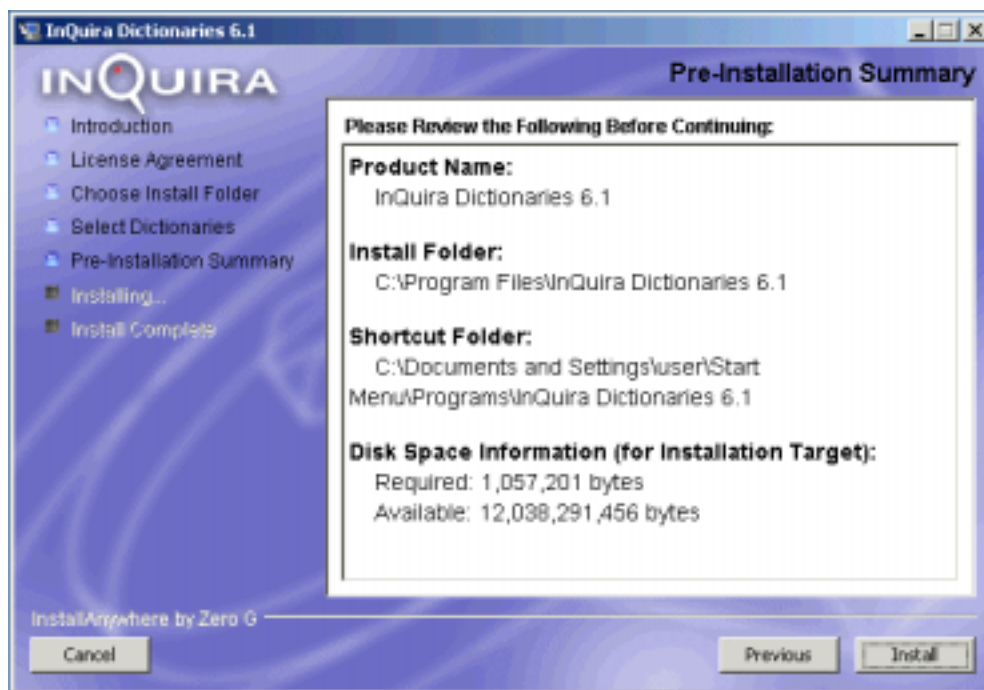 InQuira Dictionaries 6.1
INQUIRA
Pre-Installation Summary
Introduction
License Agreement
Choose Install Folder
Select Dictionaries
Pre-Installation Summary
Installing...
Install Complete
Please Review the Following Before Continuing:
Product Name:
InQuira Dictionaries 6.1
Install Folder:
C:\Program Files\InQuira Dictionaries 6.1
Shortcut Folder:
C:\Documents and Settings\user\Start
Menu\Programs\InQuira Dictionaries 6.1
Disk Space Information (for Installation Target):
Required: 1,057,201 bytes
Available: 12,038,291,456 bytes
InstallAnywhere by Zero G
Cancel
Previous
Install